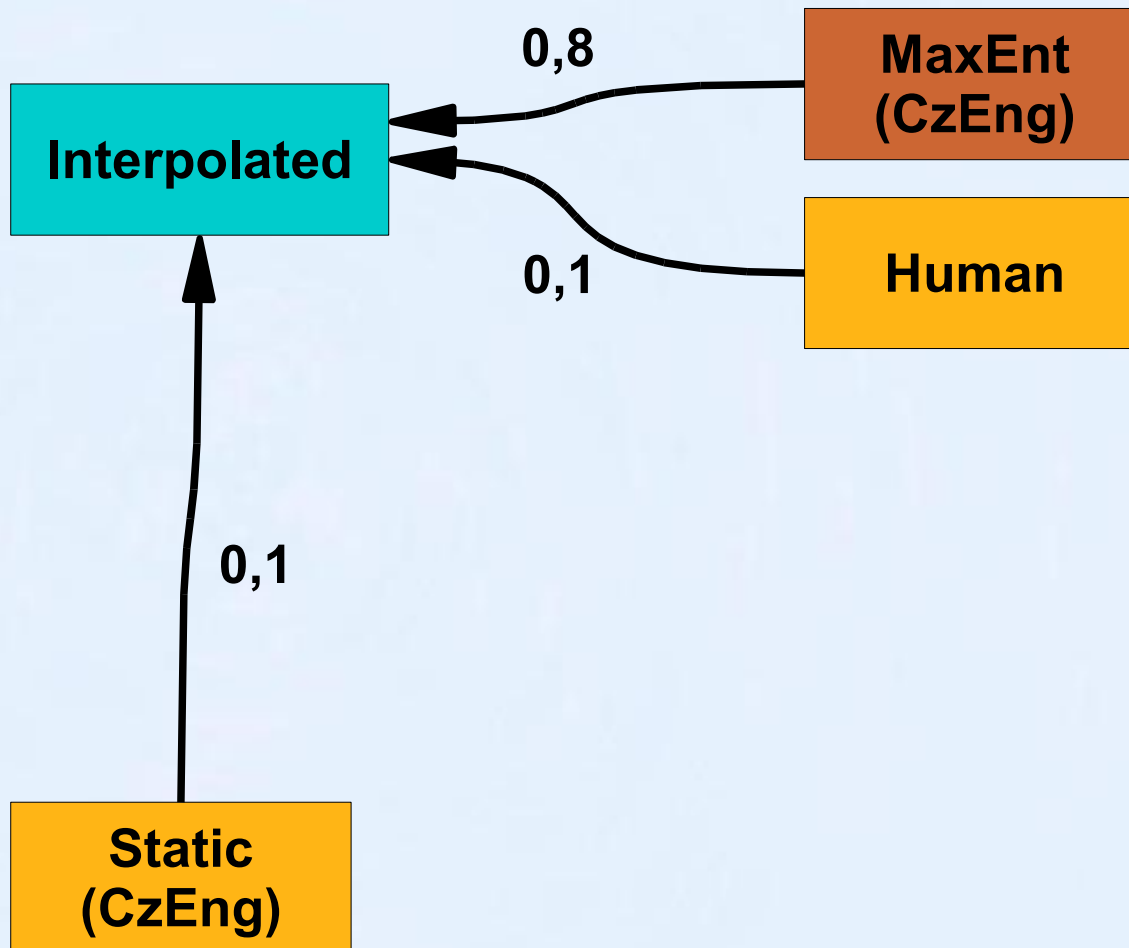 0,8
MaxEnt
(CzEng)
Interpolated
0,1
Human
0,1
Static
(CzEng)